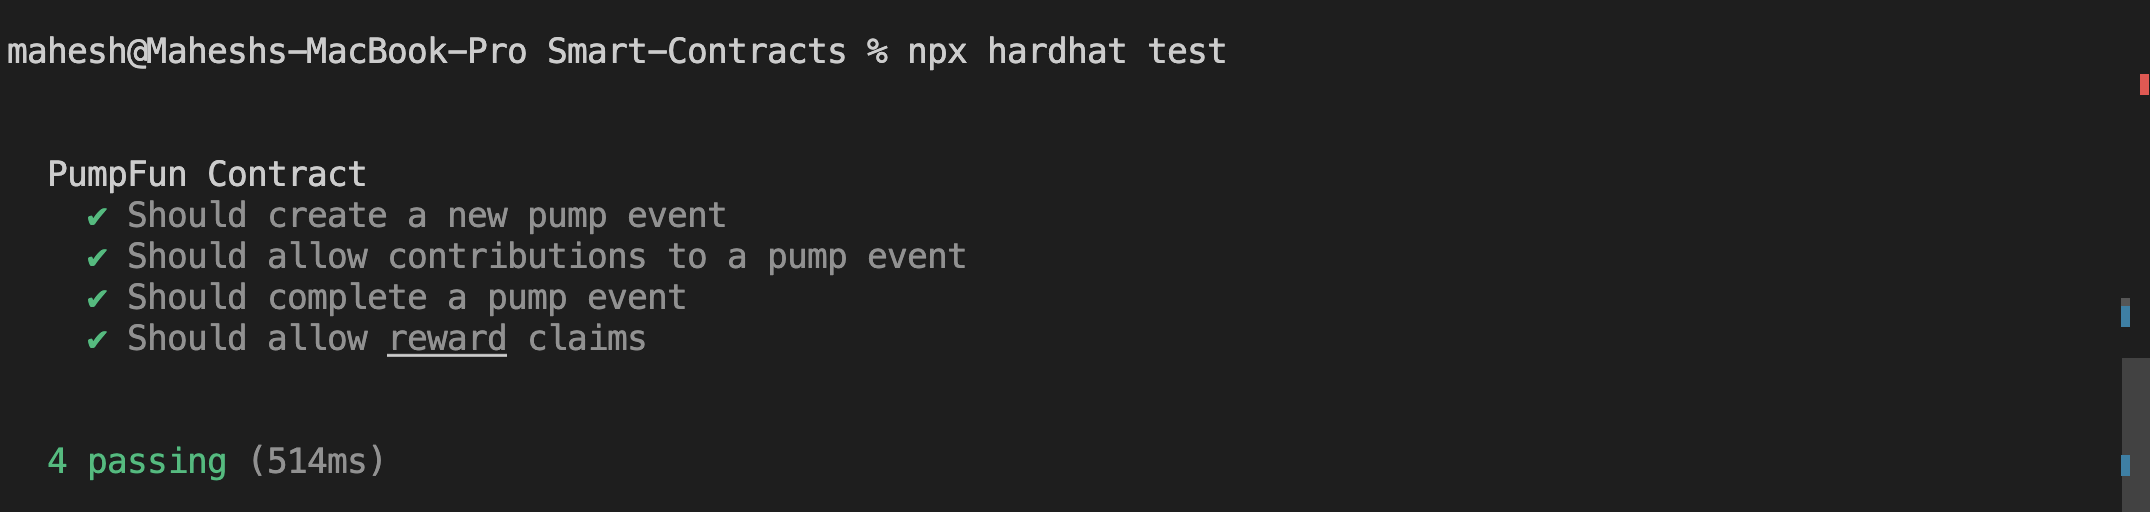 mahesh@Maheshs-MacBook-Pro Smart-Contracts % npx hardhat test
PumpFun Contract
✔ Should create a new pump event
✔ Should allow contributions to a pump event
✔ Should complete a pump event
✔ Should allow reward claims
4 passing (514ms)